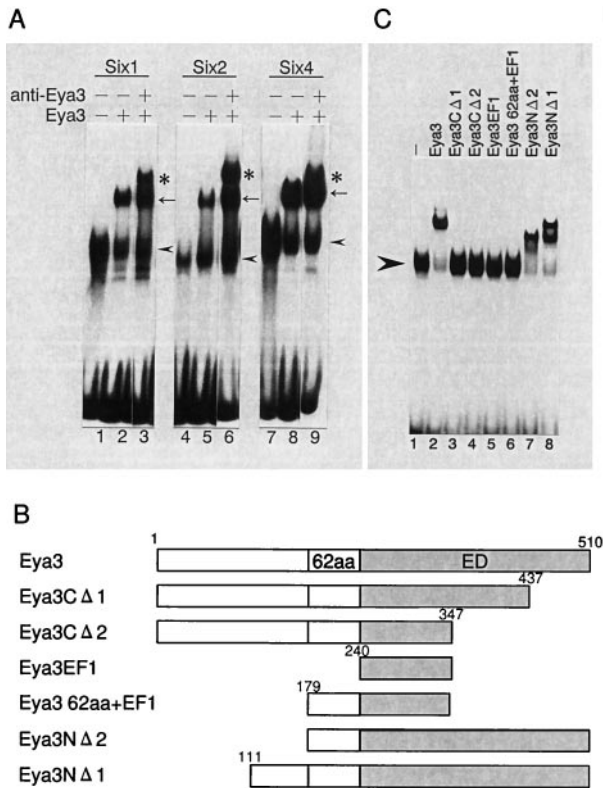 A
Six1 Six2 Six4
anti-Eya3 − − + − − + − − +
Eya3 − + + − + + − + +
*
←
*
←
*
←
1 2 3 4 5 6 7 8 9
C
−
Eya3
Eya3CΔ1
Eya3CΔ2
Eya3EF1
Eya3 62aa+EF1
Eya3NΔ2
Eya3NΔ1
1 2 3 4 5 6 7 8
B
1 510
Eya3 62aa ED
437
Eya3CΔ1
347
Eya3CΔ2
240
Eya3EF1
179
Eya3 62aa+EF1
Eya3NΔ2
111
Eya3NΔ1